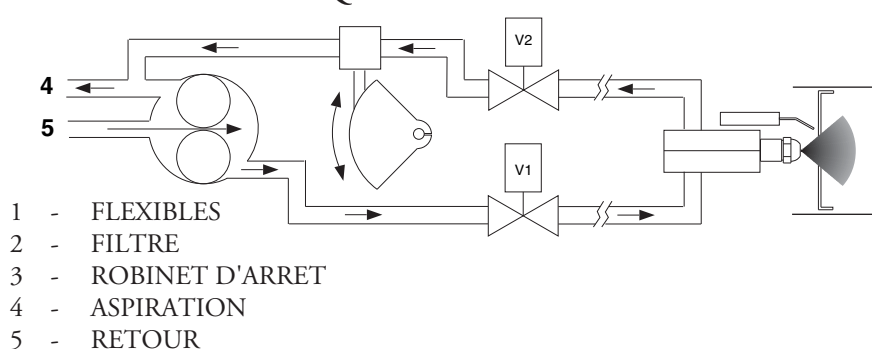 V2
4
5
V1
1 - FLEXIBLES
2 - FILTRE
3 - ROBINET D'ARRET
4 - ASPIRATION
5 - RETOUR